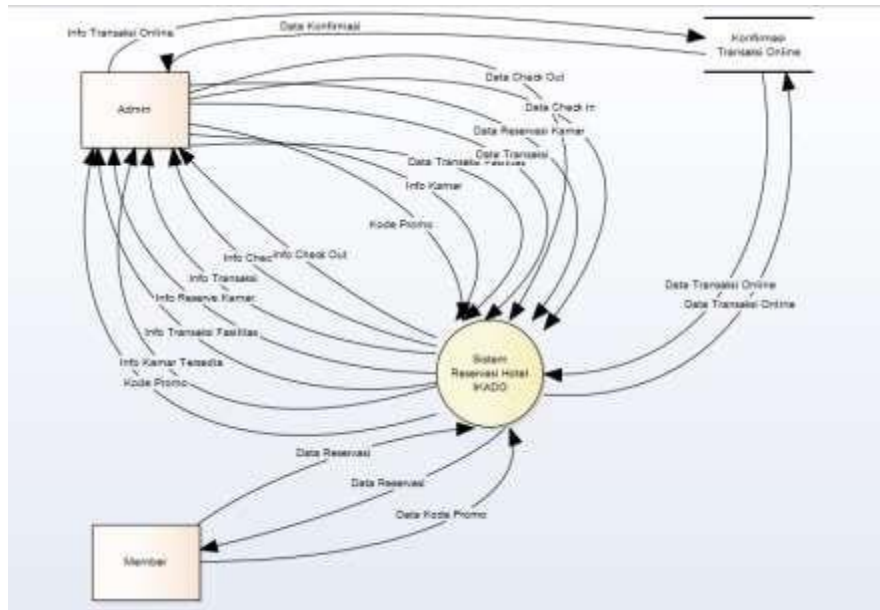 Info Transaksi Online
Data Konfirmasi
Konfirmasi
Transaksi Online
Admin
Data Check Out
Data Check In
Data Reservasi Kamar
Data Transaksi
Data Transaksi Fasilitas
Info Kamar
Kode Promo
Info Chec
Info Check Out
Info Transaksi
Info Reserve Kamar
Info Transaksi Fasilitas
Info Kamar Tersedia
Kode Promo
Data Transaksi Online
Data Transaksi Online
Sistem
Reservasi Hotel
IKADO
Data Reservasi
Data Reservasi
Data Kode Promo
Member